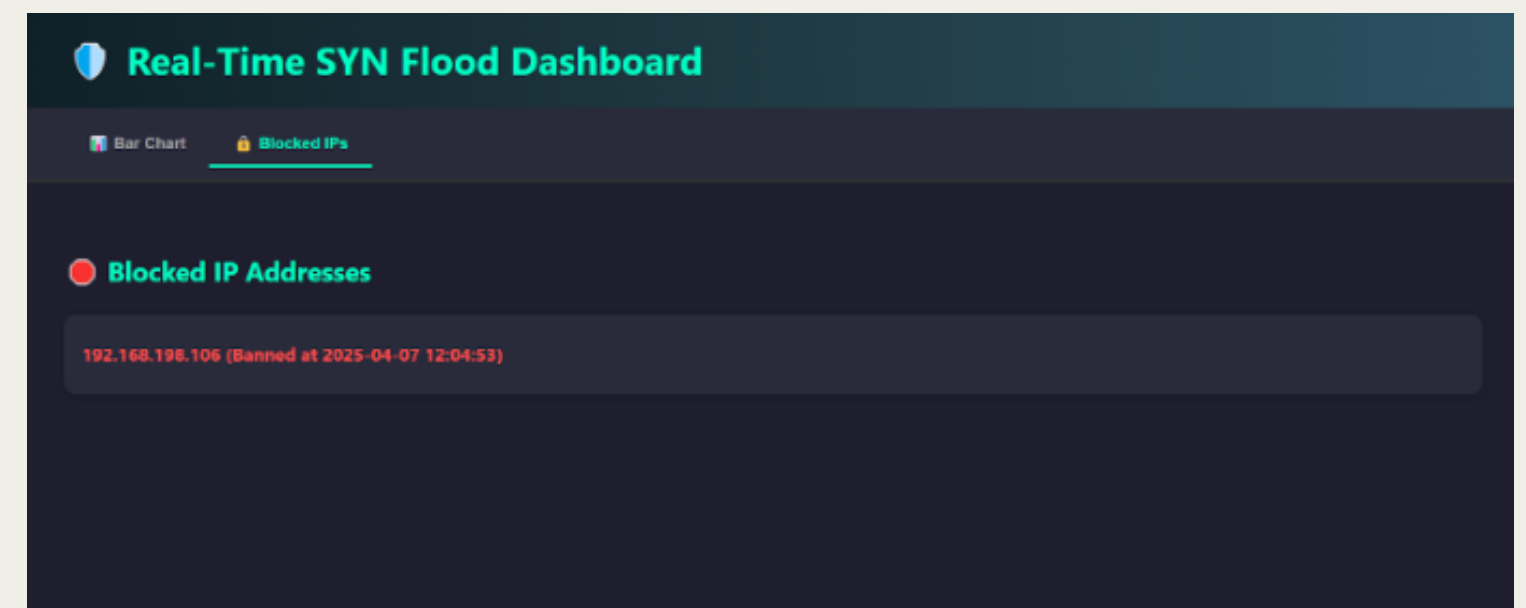 Real-Time SYN Flood Dashboard
Bar Chart Blocked IPs
Blocked IP Addresses
192.168.198.106 (Banned at 2025-04-07 12:04:53)